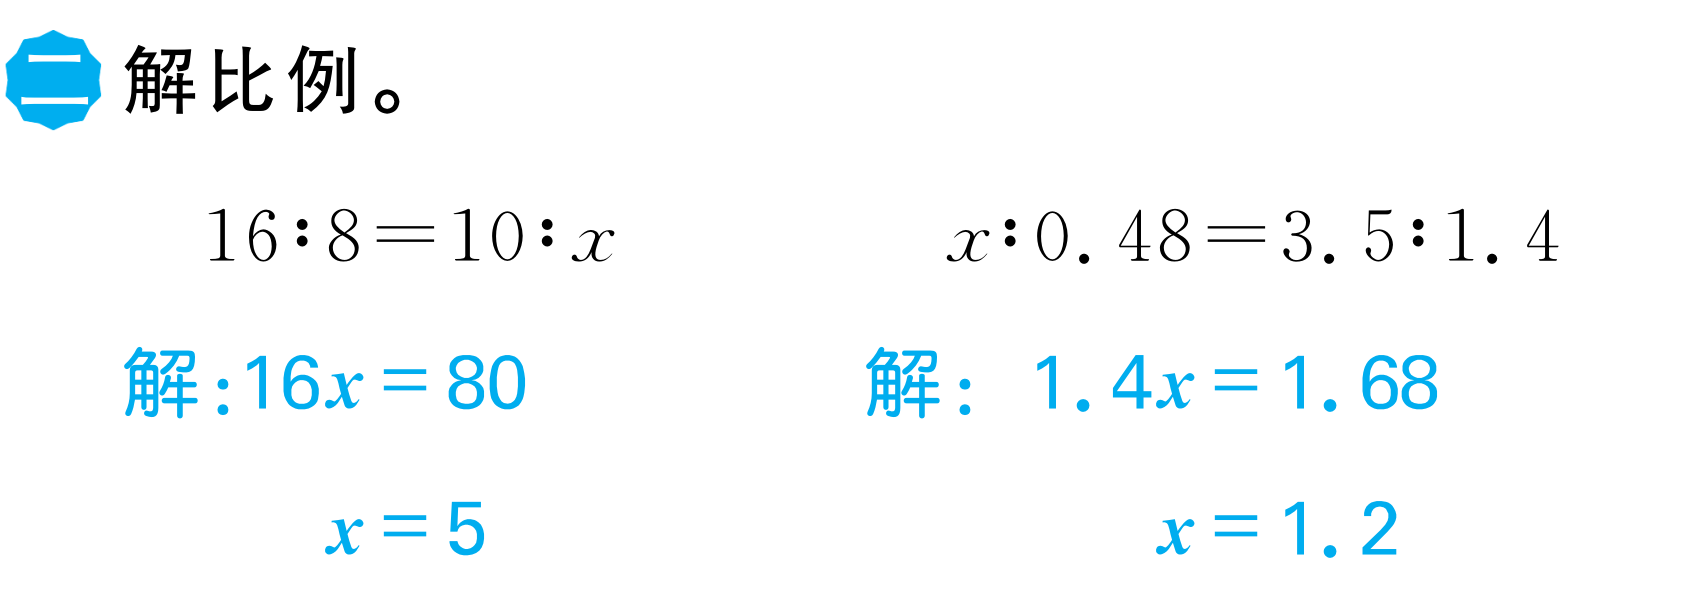 二 解比例。
16∶8=10∶x x∶0.48=3.5∶1.4
解:16x=80 解:1.4x=1.68
x=5 x=1.2